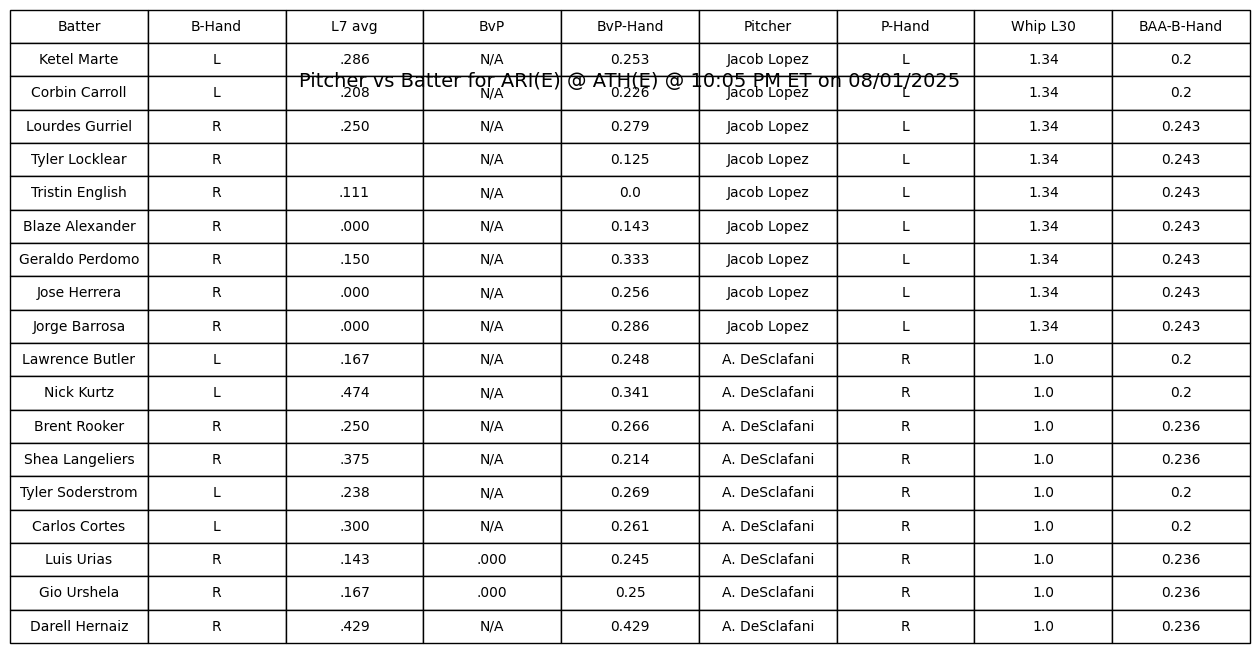 Batter B-Hand L7 avg BvP BvP-Hand Pitcher P-Hand Whip L30 BAA-B-Hand
Ketel Marte L .286 N/A 0.253 Jacob Lopez L 1.34 0.2
Pitcher vs Batter for ARI(E) @ ATH(E) @ 10:05 PM ET on 08/01/2025
Corbin Carroll L .208 N/A 0.226 Jacob Lopez L 1.34 0.2
Lourdes Gurriel R .250 N/A 0.279 Jacob Lopez L 1.34 0.243
Tyler Locklear R N/A 0.125 Jacob Lopez L 1.34 0.243
Tristin English R .111 N/A 0.0 Jacob Lopez L 1.34 0.243
Blaze Alexander R .000 N/A 0.143 Jacob Lopez L 1.34 0.243
Geraldo Perdomo R .150 N/A 0.333 Jacob Lopez L 1.34 0.243
Jose Herrera R .000 N/A 0.256 Jacob Lopez L 1.34 0.243
Jorge Barrosa R .000 N/A 0.286 Jacob Lopez L 1.34 0.243
Lawrence Butler L .167 N/A 0.248 A. DeSclafani R 1.0 0.2
Nick Kurtz L .474 N/A 0.341 A. DeSclafani R 1.0 0.2
Brent Rooker R .250 N/A 0.266 A. DeSclafani R 1.0 0.236
Shea Langeliers R .375 N/A 0.214 A. DeSclafani R 1.0 0.236
Tyler Soderstrom L .238 N/A 0.269 A. DeSclafani R 1.0 0.2
Carlos Cortes L .300 N/A 0.261 A. DeSclafani R 1.0 0.2
Luis Urias R .143 .000 0.245 A. DeSclafani R 1.0 0.236
Gio Urshela R .167 .000 0.25 A. DeSclafani R 1.0 0.236
Darell Hernaiz R .429 N/A 0.429 A. DeSclafani R 1.0 0.236